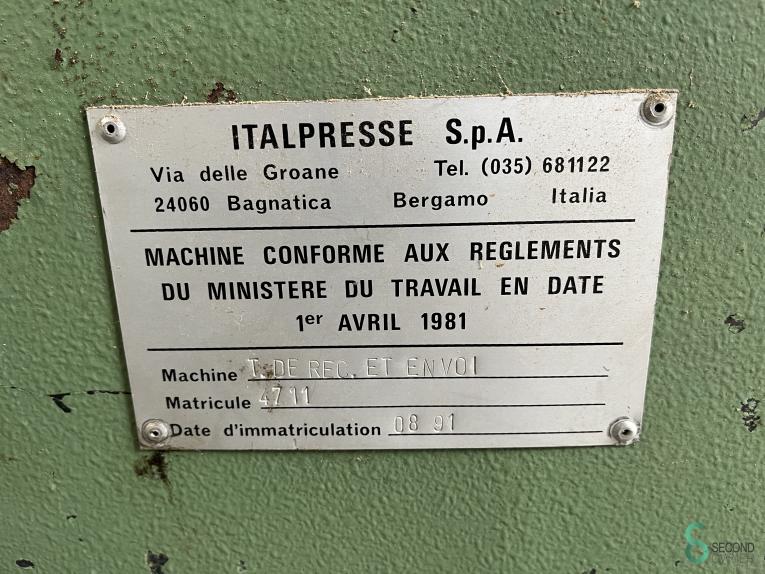 ITALPRESSE S.p.A.
Via delle Groane Tel. (035) 681122
24060 Bagnatica Bergamo Italia
MACHINE CONFORME AUX REGLEMENTS
DU MINISTERE DU TRAVAIL EN DATE
1er AVRIL 1981
Machine T. DE REC. ET ENVOI
Matricule 4711
Date d'immatriculation 08 91
SECOND
OWNER